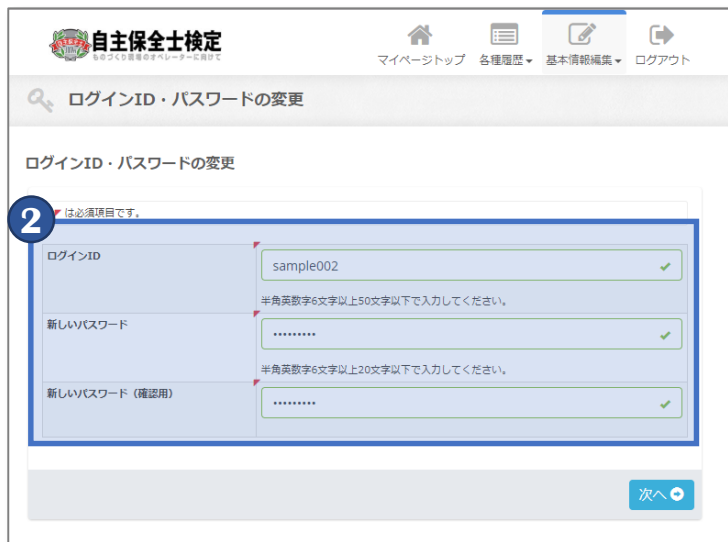 自主保全士検定
ものづくり現場のオペレーターに向けて
マイページトップ
各種履歴▾
基本情報編集▾
ログアウト
ログインID・パスワードの変更
ログインID・パスワードの変更
2
は必須項目です。
ログインID
sample002
半角英数字6文字以上50文字以下で入力してください。
新しいパスワード
•••••••••
半角英数字6文字以上20文字以下で入力してください。
新しいパスワード（確認用）
•••••••••
次へ